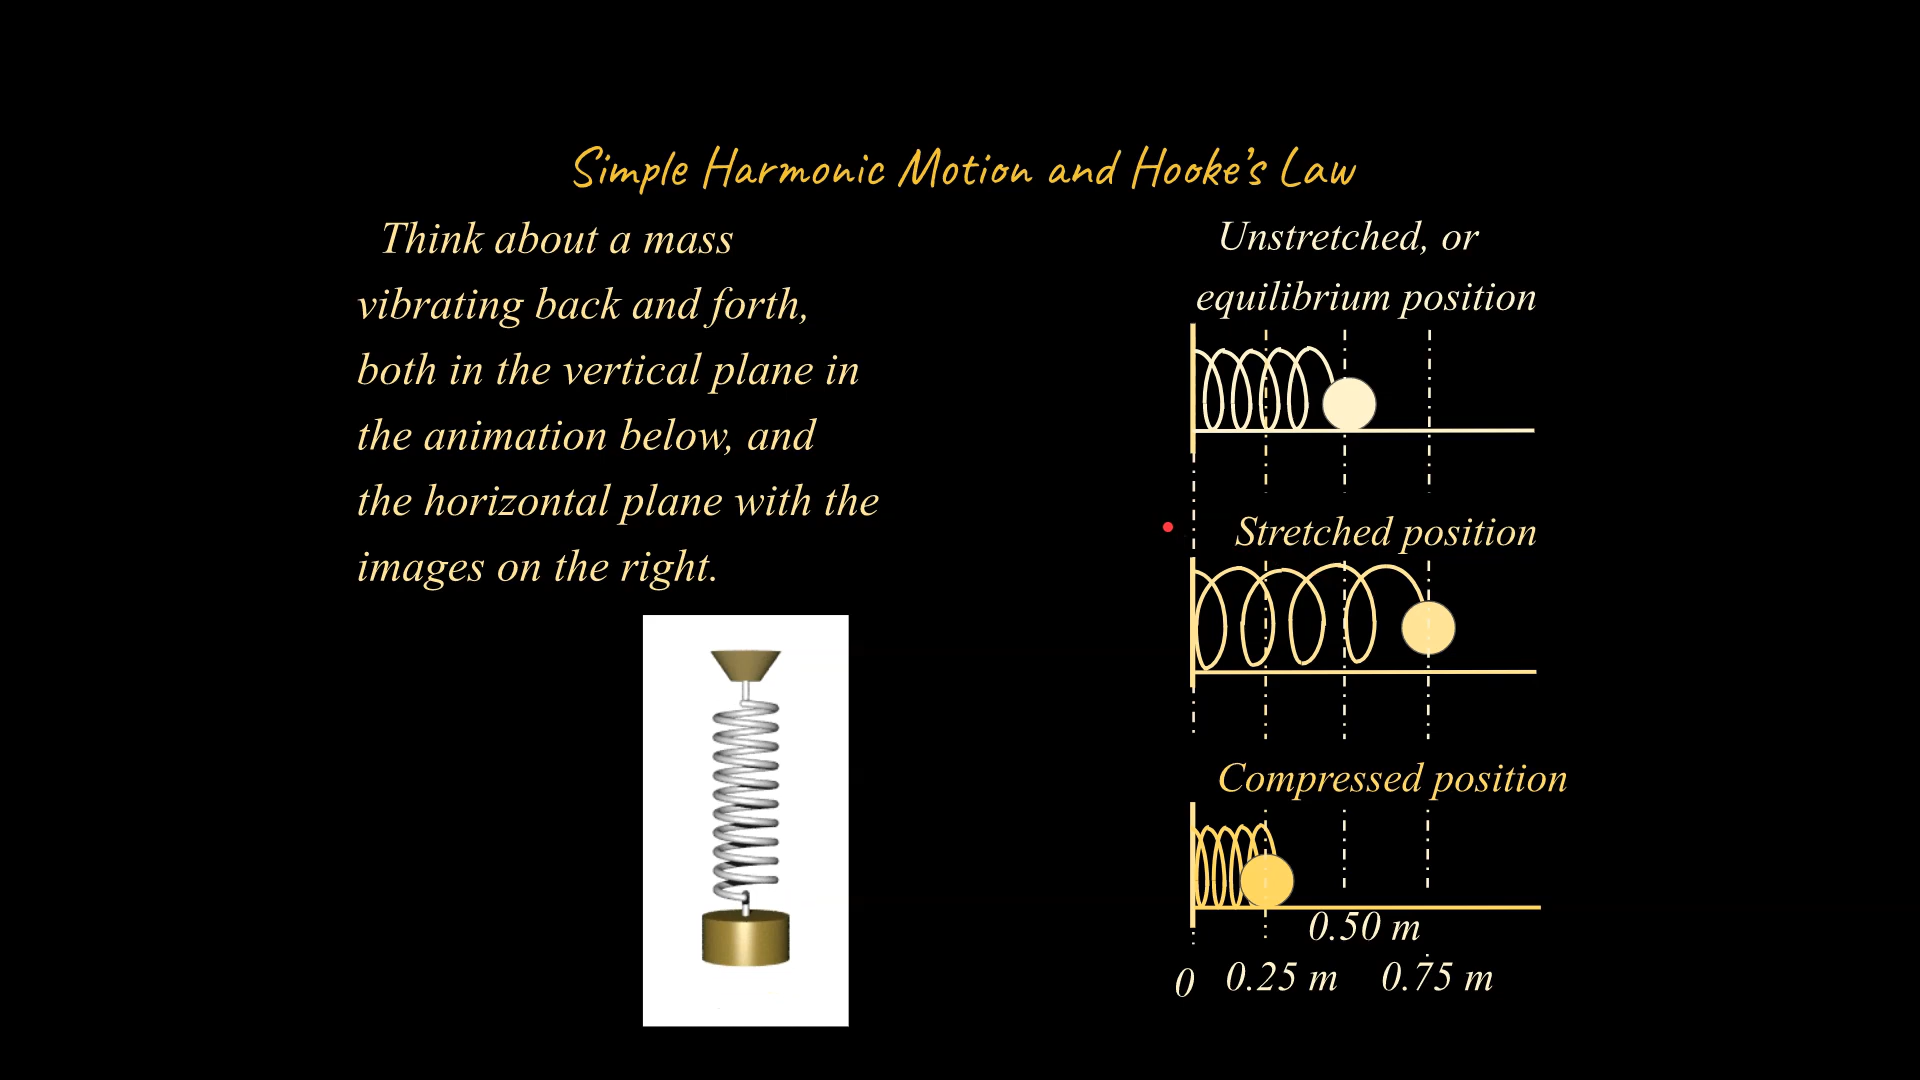 Simple Harmonic Motion and Hooke's Law
Think about a mass
vibrating back and forth,
both in the vertical plane in
the animation below, and
the horizontal plane with the
images on the right.
Unstretched, or
equilibrium position
Stretched position
Compressed position
0.50 m
0 0.25 m 0.75 m